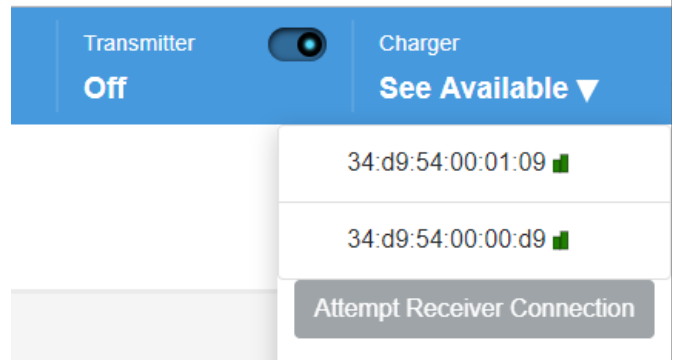 Transmitter
Off
Charger
See Available ▼
34:d9:54:00:01:09
34:d9:54:00:00:d9
Attempt Receiver Connection